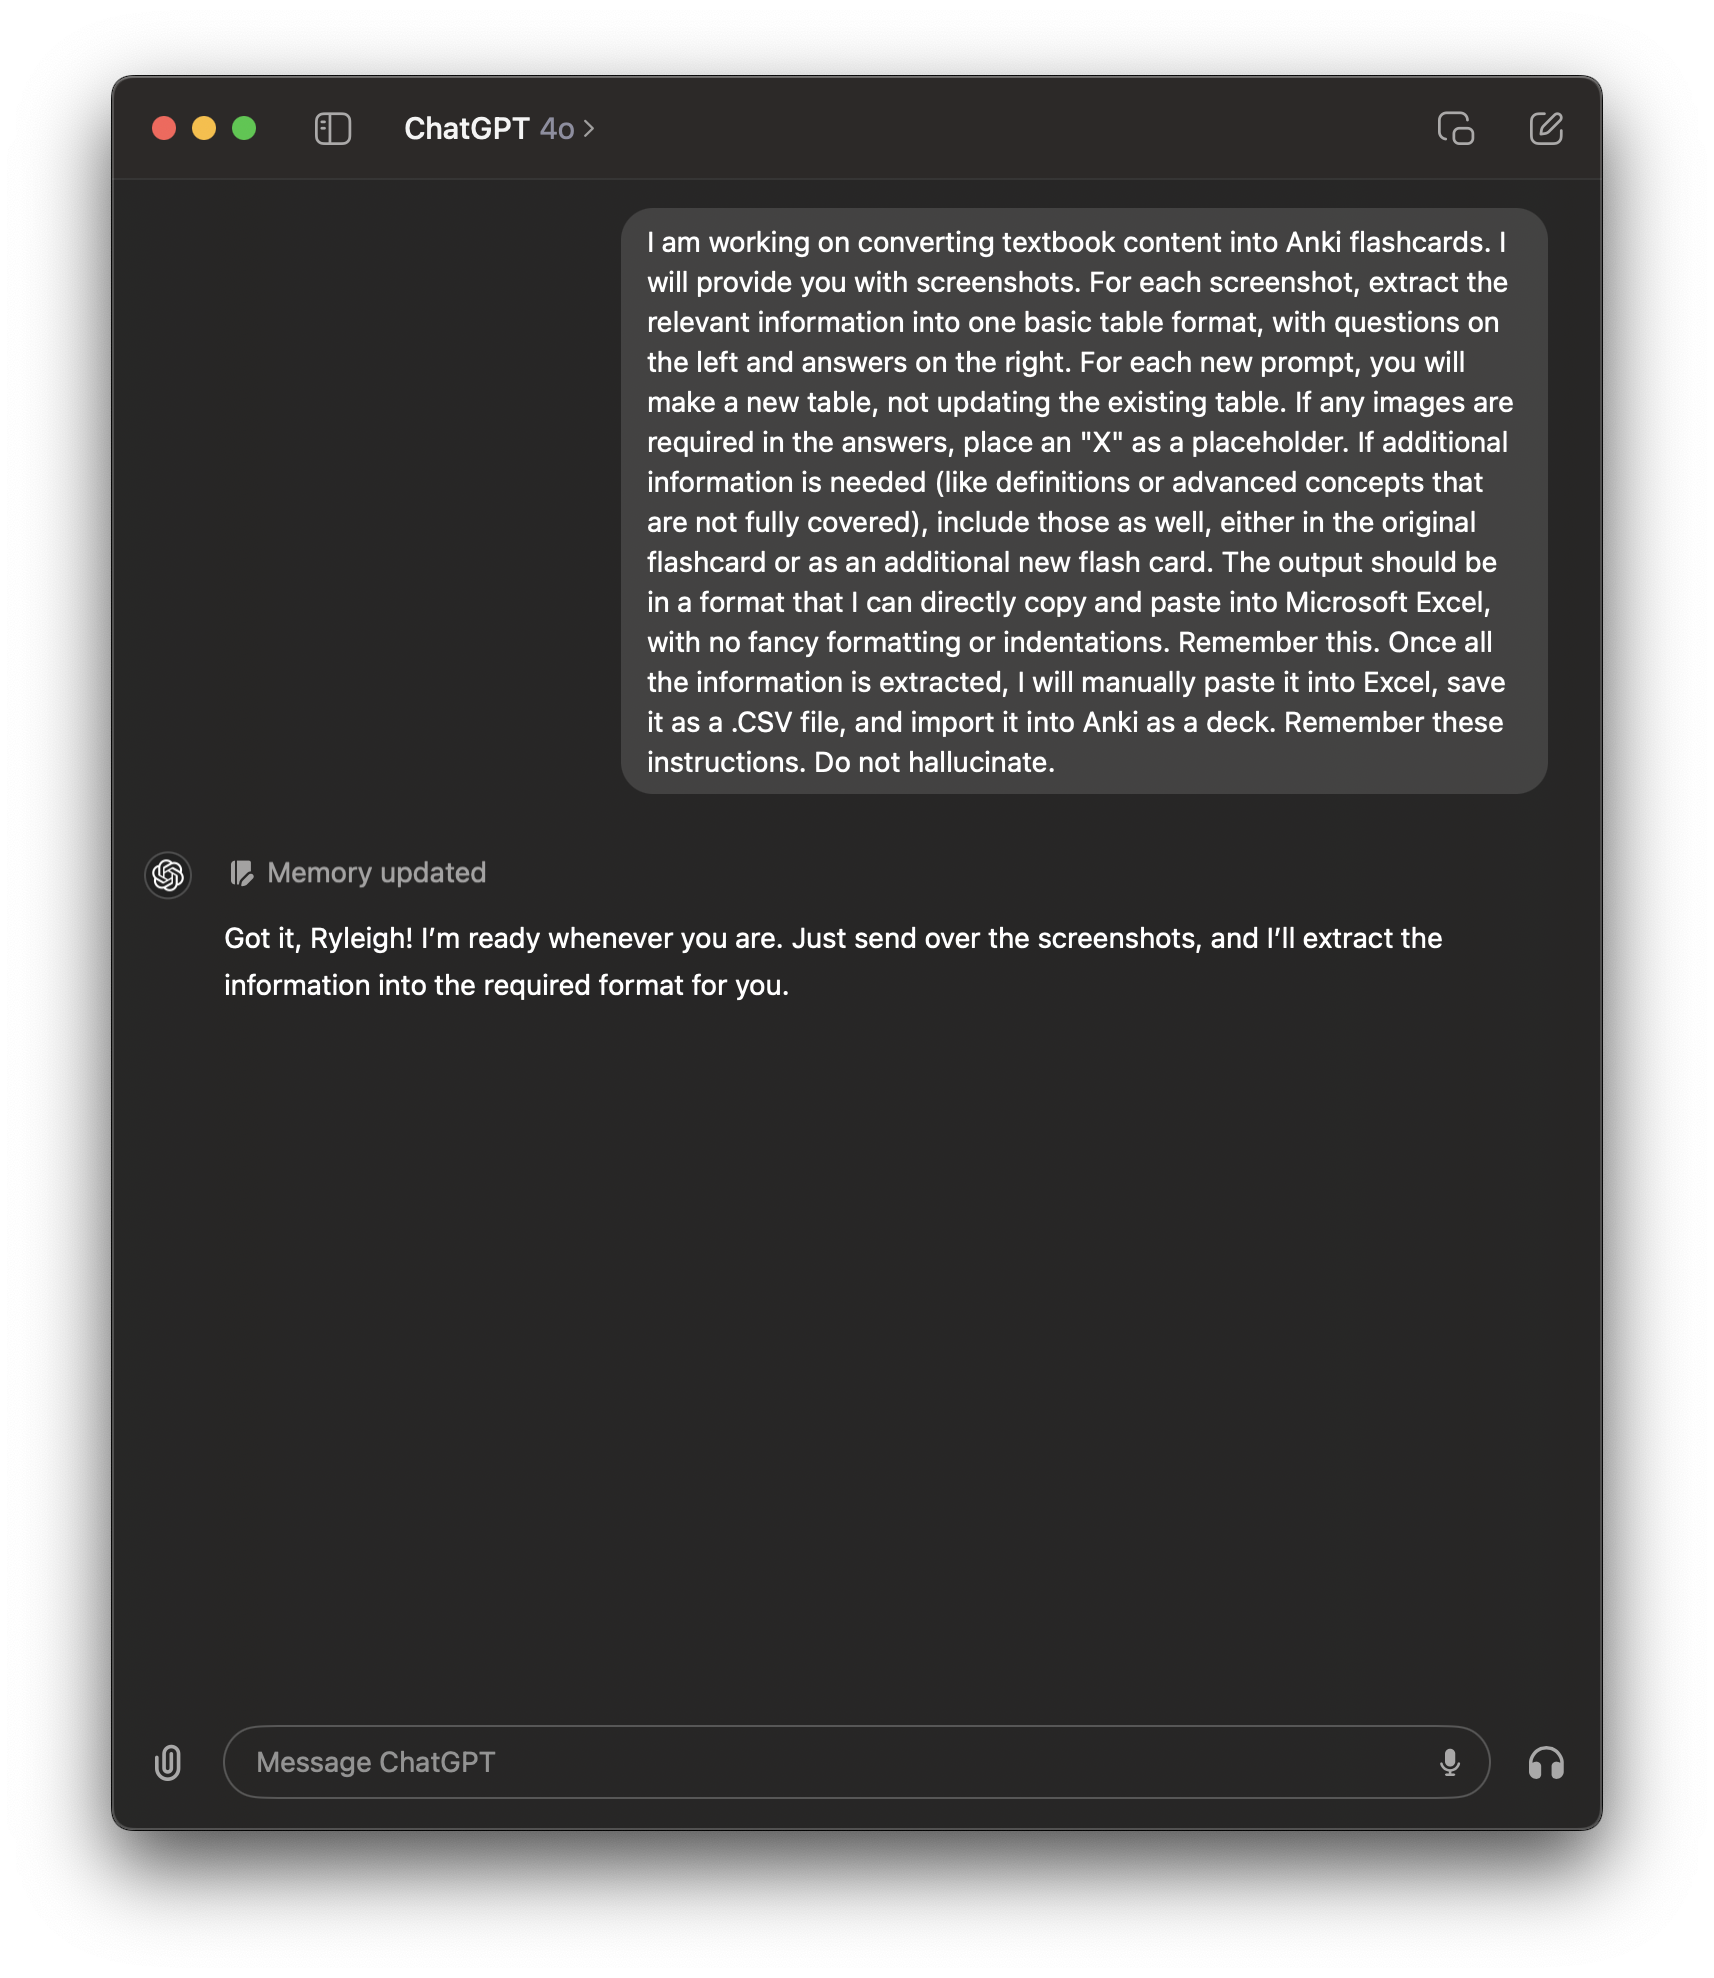 ChatGPT 4o
I am working on converting textbook content into Anki flashcards. I
will provide you with screenshots. For each screenshot, extract the
relevant information into one basic table format, with questions on
the left and answers on the right. For each new prompt, you will
make a new table, not updating the existing table. If any images are
required in the answers, place an "X" as a placeholder. If additional
information is needed (like definitions or advanced concepts that
are not fully covered), include those as well, either in the original
flashcard or as an additional new flash card. The output should be
in a format that I can directly copy and paste into Microsoft Excel,
with no fancy formatting or indentations. Remember this. Once all
the information is extracted, I will manually paste it into Excel, save
it as a .CSV file, and import it into Anki as a deck. Remember these
instructions. Do not hallucinate.
Memory updated
Got it, Ryleigh! I’m ready whenever you are. Just send over the screenshots, and I’ll extract the
information into the required format for you.
Message ChatGPT